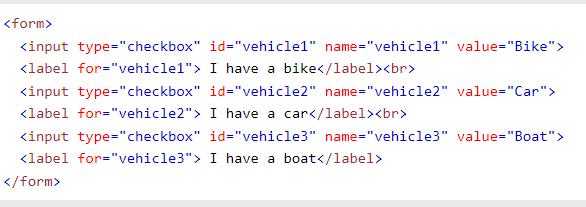 <form>
<input type="checkbox" id="vehicle1" name="vehicle1" value="Bike">
<label for="vehicle1"> I have a bike</label><br>
<input type="checkbox" id="vehicle2" name="vehicle2" value="Car">
<label for="vehicle2"> I have a car</label><br>
<input type="checkbox" id="vehicle3" name="vehicle3" value="Boat">
<label for="vehicle3"> I have a boat</label>
</form>